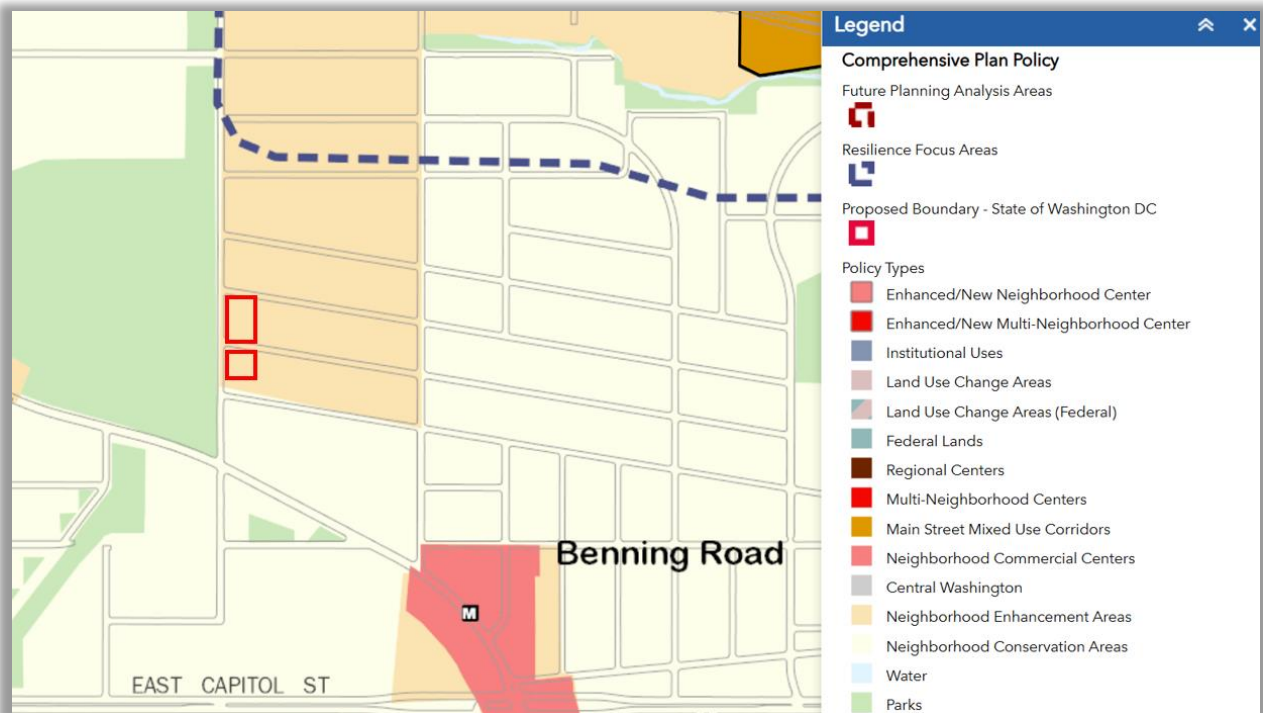 Benning Road
M
EAST CAPITOL ST
Legend
Comprehensive Plan Policy
Future Planning Analysis Areas
Resilience Focus Areas
Proposed Boundary - State of Washington DC
Policy Types
Enhanced/New Neighborhood Center
Enhanced/New Multi-Neighborhood Center
Institutional Uses
Land Use Change Areas
Land Use Change Areas (Federal)
Federal Lands
Regional Centers
Multi-Neighborhood Centers
Main Street Mixed Use Corridors
Neighborhood Commercial Centers
Central Washington
Neighborhood Enhancement Areas
Neighborhood Conservation Areas
Water
Parks